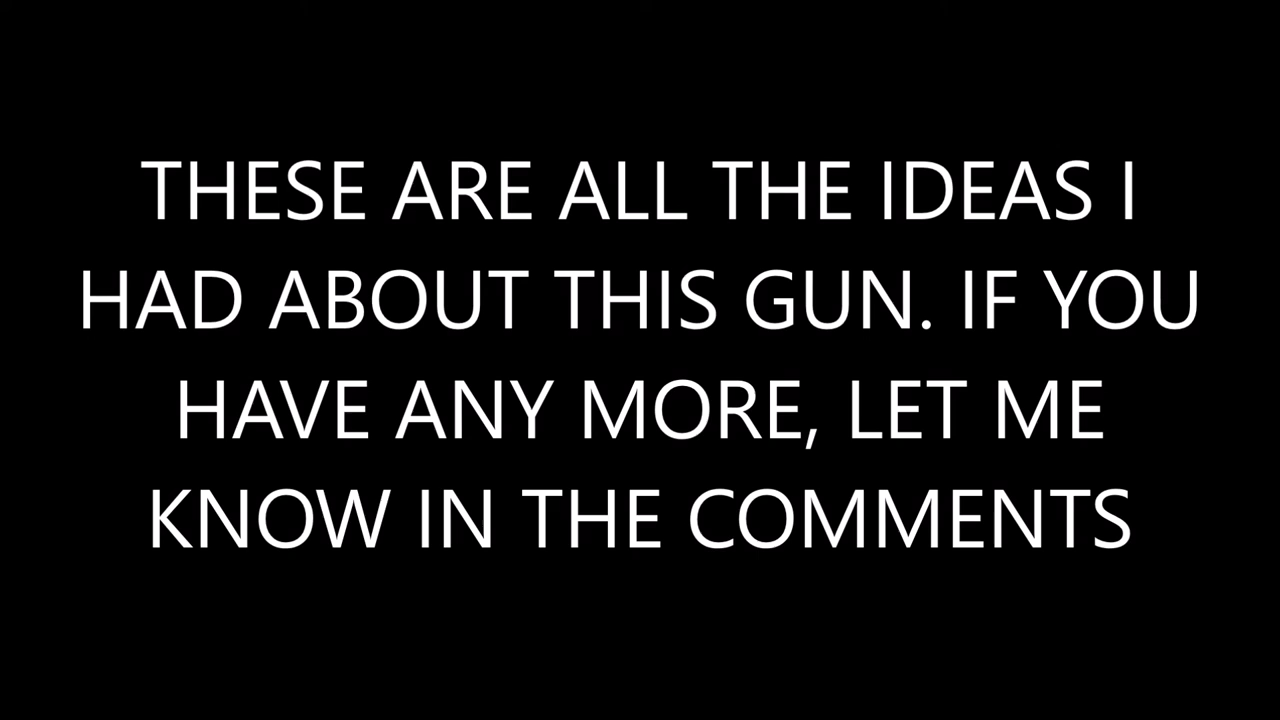 THESE ARE ALL THE IDEAS I
HAD ABOUT THIS GUN. IF YOU
HAVE ANY MORE, LET ME
KNOW IN THE COMMENTS